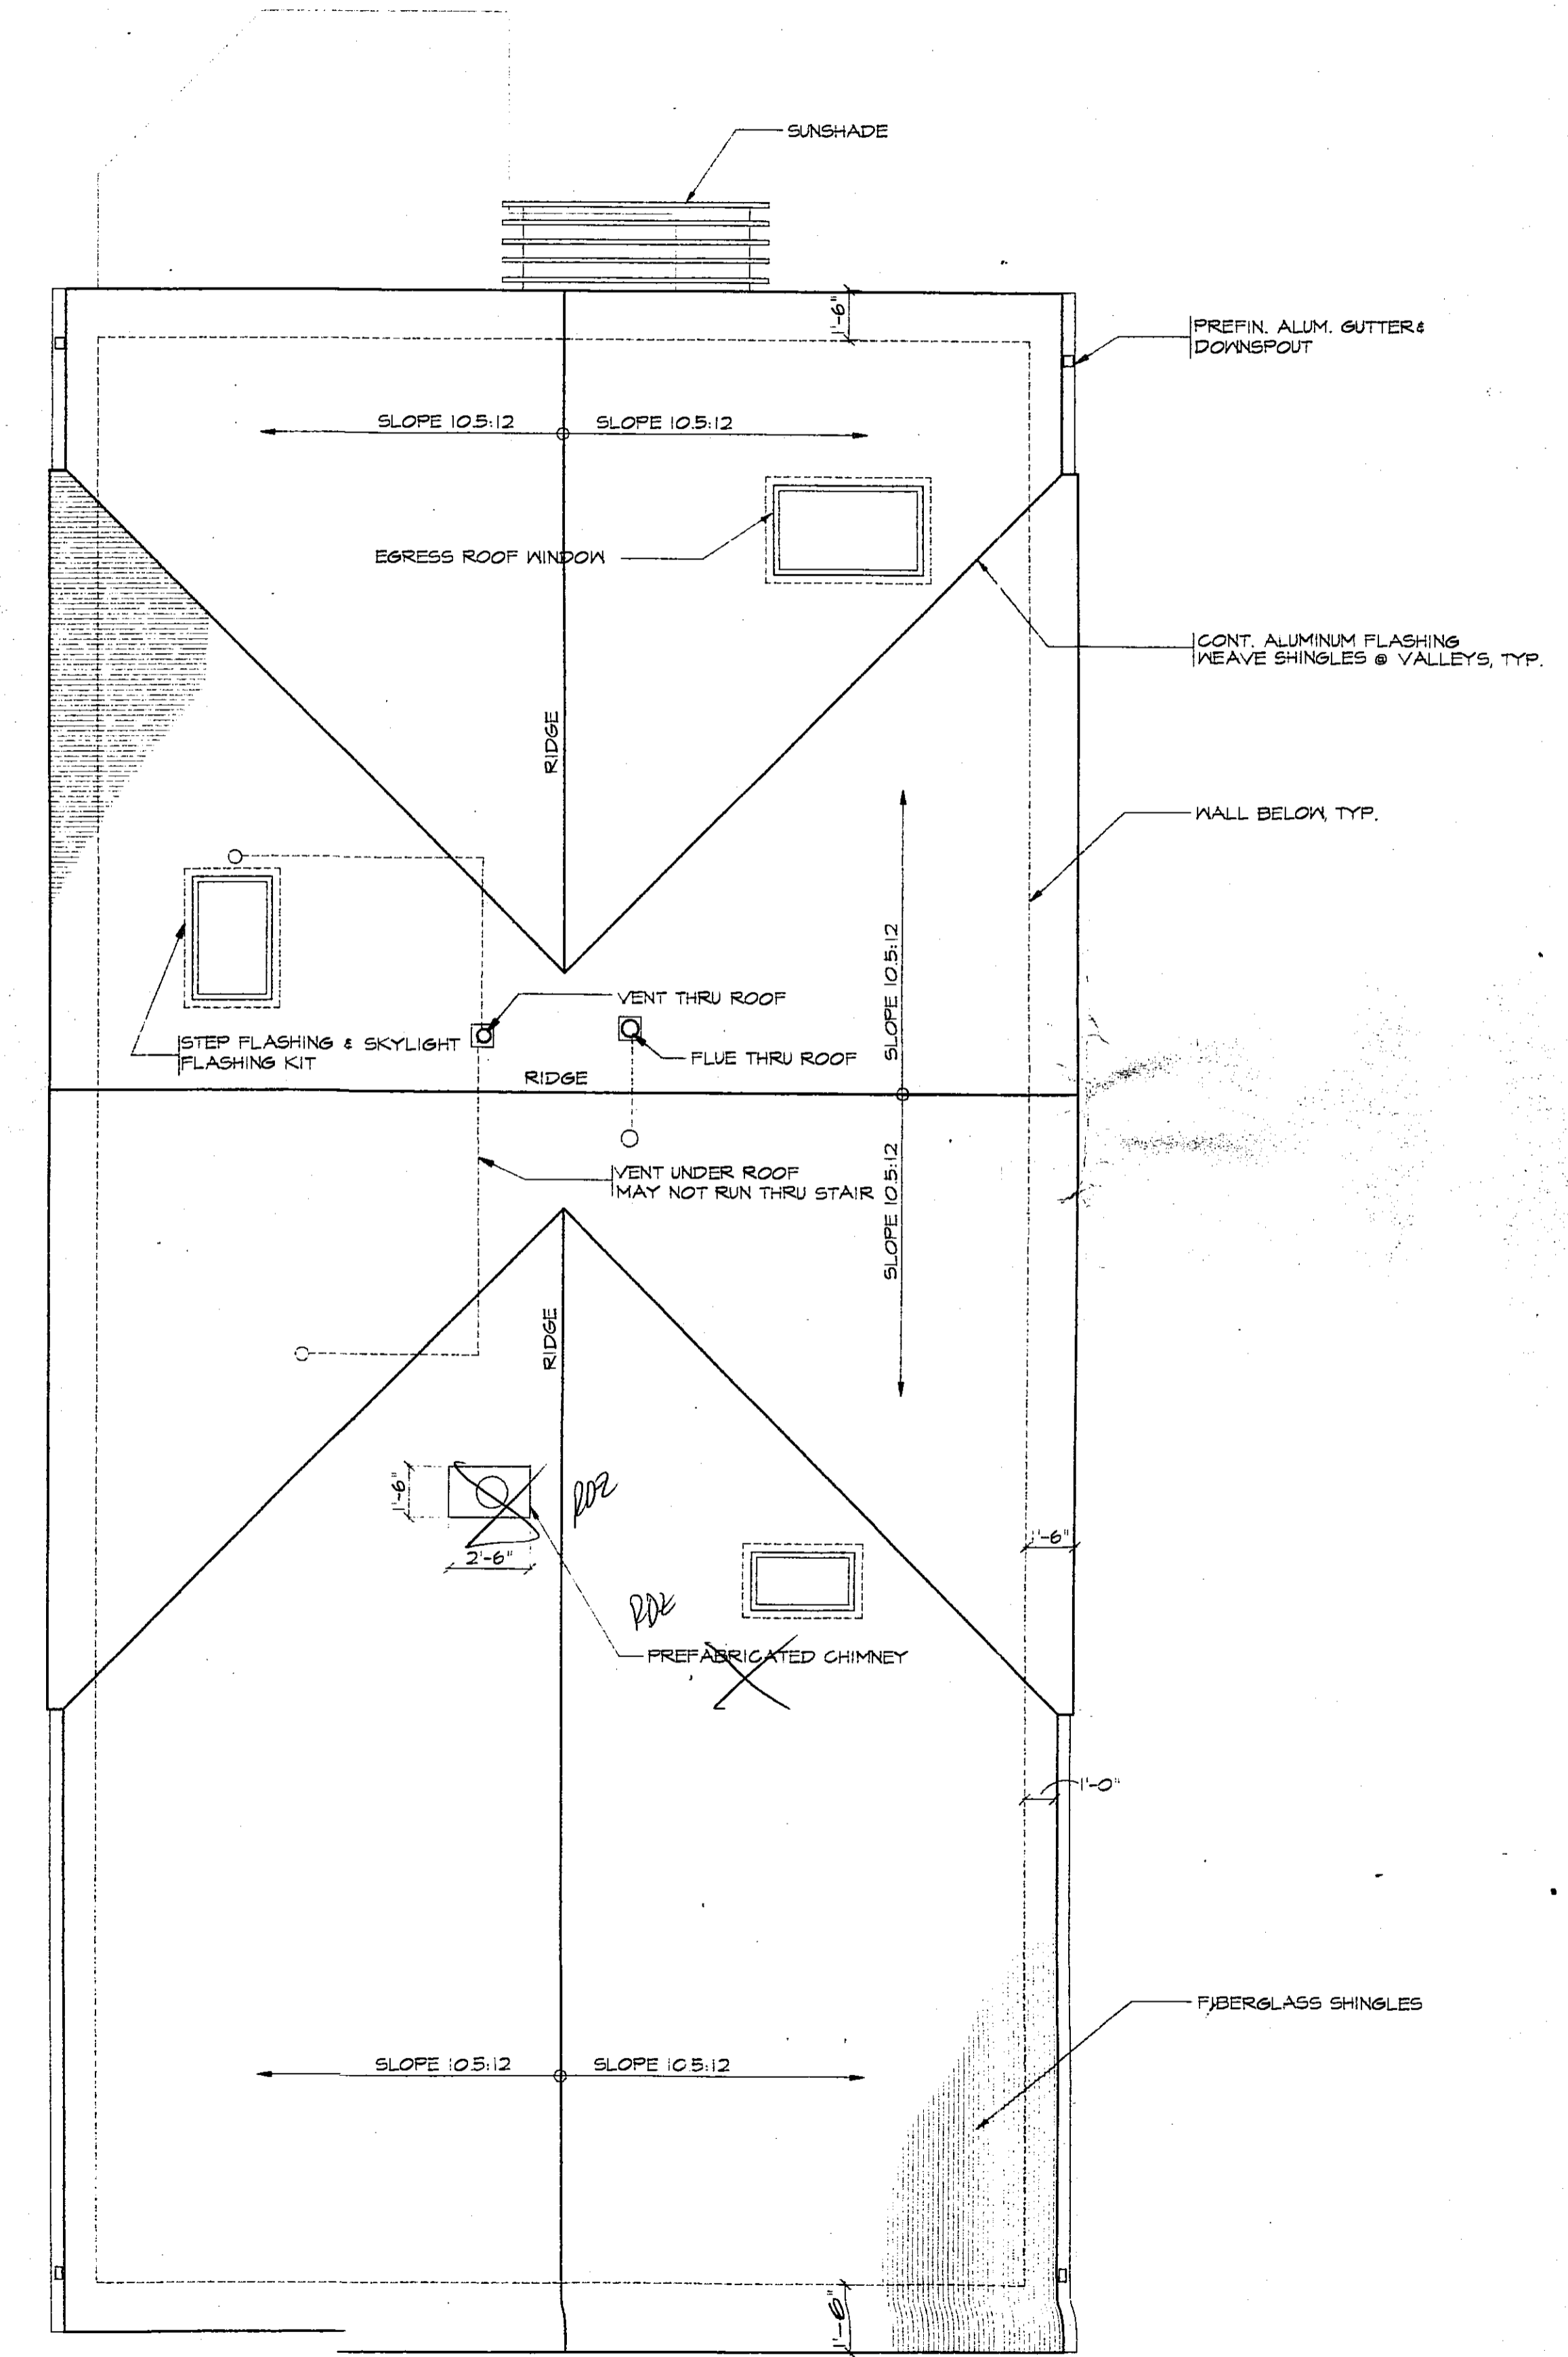 SUNSHADE
1'-6"
PREFIN. ALUM. GUTTER &
DOWNSPOUT
SLOPE 10.5:12
SLOPE 10.5:12
EGRESS ROOF WINDOW
CONT. ALUMINUM FLASHING
WEAVE SHINGLES @ VALLEYS, TYP.
RIDGE
WALL BELOW, TYP.
SLOPE 10.5:12
VENT THRU ROOF
STEP FLASHING & SKYLIGHT
FLASHING KIT
FLUE THRU ROOF
RIDGE
VENT UNDER ROOF
MAY NOT RUN THRU STAIR
SLOPE 10.5:12
RIDGE
1'-6"
2'-6"
1'-6"
PREFABRICATED CHIMNEY
1'-0"
FIBERGLASS SHINGLES
SLOPE 10.5:12
SLOPE 10.5:12
1'-6"